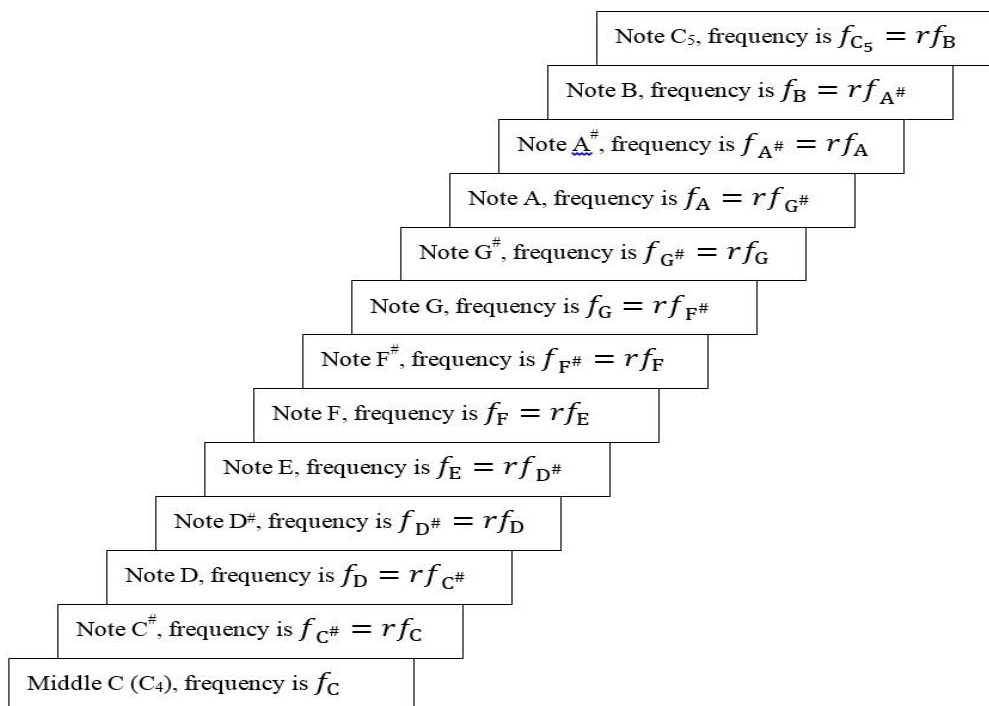 Note C₅, frequency is f_C₅ = rf_B
Note B, frequency is f_B = rf_A#
Note A#, frequency is f_A# = rf_A
Note A, frequency is f_A = rf_G#
Note G#, frequency is f_G# = rf_G
Note G, frequency is f_G = rf_F#
Note F#, frequency is f_F# = rf_F
Note F, frequency is f_F = rf_E
Note E, frequency is f_E = rf_D#
Note D#, frequency is f_D# = rf_D
Note D, frequency is f_D = rf_C#
Note C#, frequency is f_C# = rf_C
Middle C (C₄), frequency is f_C